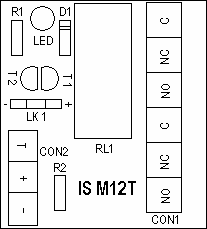 R1
D1
LED
T2
T1
-
+
LK 1
RL1
C
NC
NO
C
NC
NO
CON1
CON2
T
+
-
R2
IS M12T